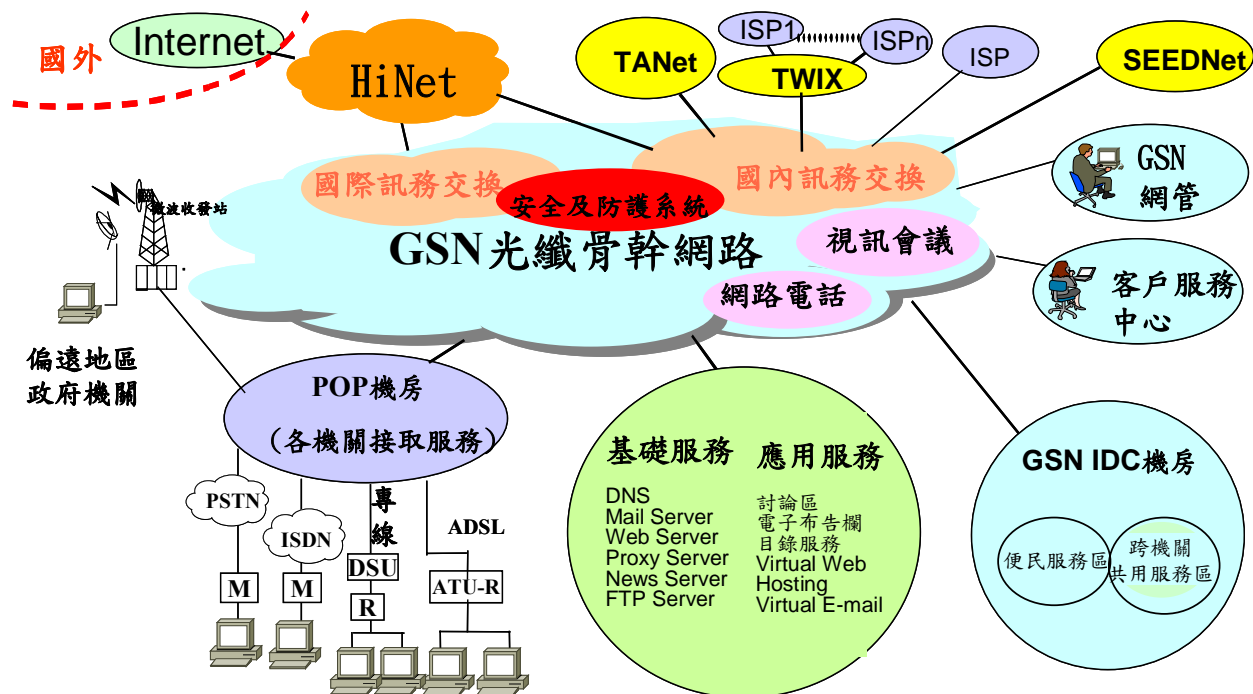 國外
Internet
HiNet
TANet
ISP1
ISPn
TWIX
ISP
SEEDNet
國際訊務交換
國內訊務交換
安全及防護系統
GSN光纖骨幹網路
視訊會議
網路電話
GSN
網管
客戶服務
中心
微波收發站
偏遠地區
政府機關
POP機房
（各機關接取服務）
PSTN
ISDN
專
線
ADSL
M
M
DSU
R
ATU-R
基礎服務
DNS
Mail Server
Web Server
Proxy Server
News Server
FTP Server
應用服務
討論區
電子布告欄
目錄服務
Virtual Web
Hosting
Virtual E-mail
GSN IDC機房
便民服務區
跨機關
共用服務區